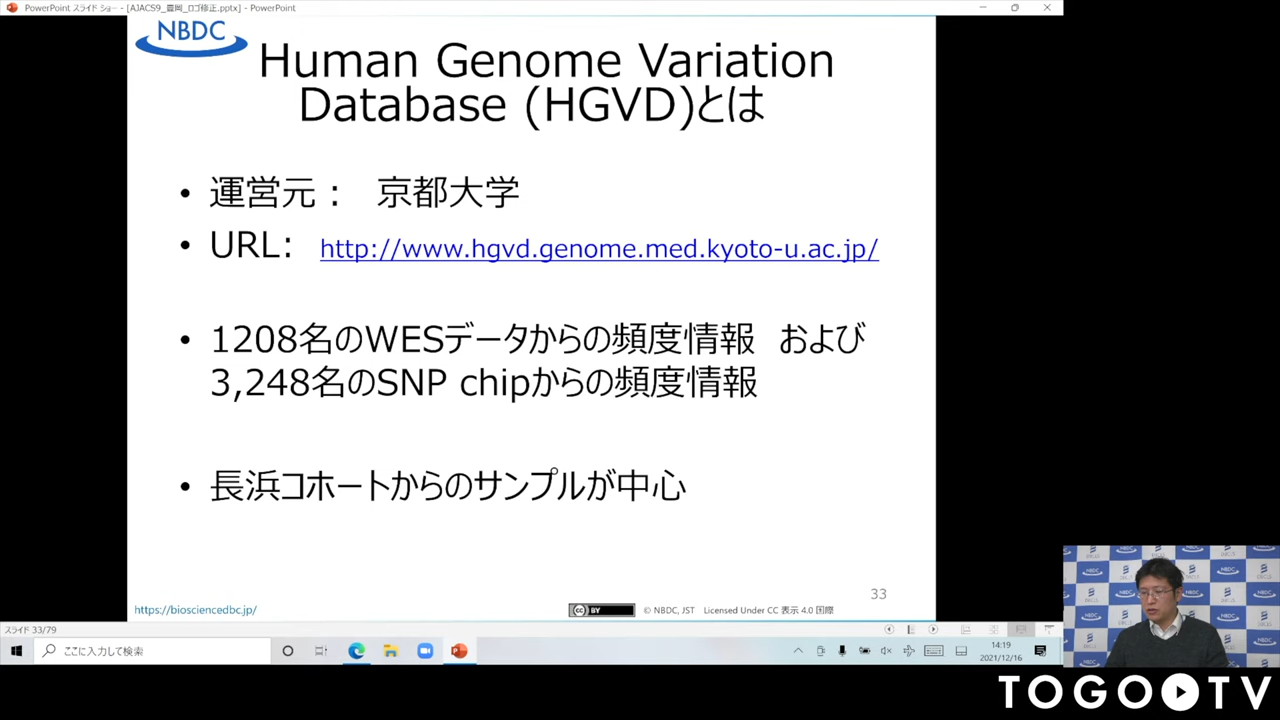 PowerPoint スライド ショー - [AJACS9_豊岡_ロゴ修正.pptx] - PowerPoint
NBDC
Human Genome Variation
Database (HGVD)とは
• 運営元： 京都大学
• URL: http://www.hgvd.genome.med.kyoto-u.ac.jp/
• 1208名のWESデータからの頻度情報 および
3,248名のSNP chipからの頻度情報
• 長浜コホートからのサンプルが中心
33
https://biosciencedbc.jp/
CC BY
© NBDC, JST Licensed Under CC 表示 4.0 国際
スライド 33/79
ここに入力して検索
14:19
2021/12/16
NBDC
TOGO TV